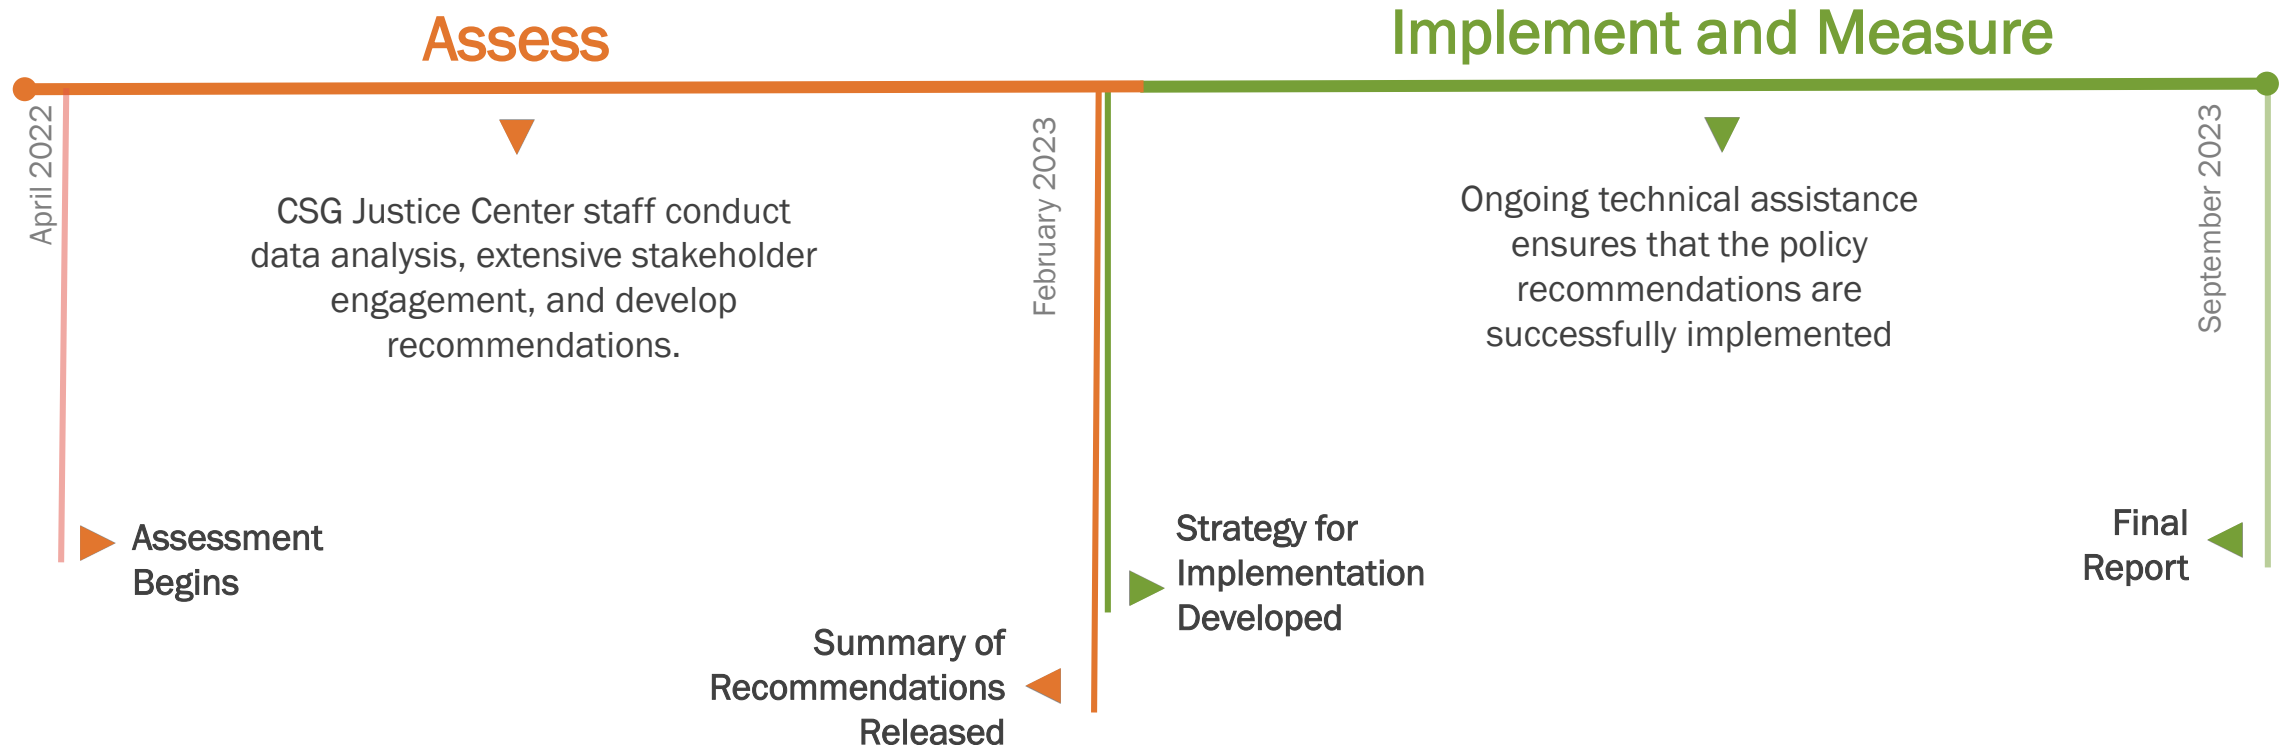 Assess
Implement and Measure
April 2022
CSG Justice Center staff conduct
data analysis, extensive stakeholder
engagement, and develop
recommendations.
February 2023
Ongoing technical assistance
ensures that the policy
recommendations are
successfully implemented
September 2023
Assessment
Begins
Summary of
Recommendations
Released
Strategy for
Implementation
Developed
Final
Report